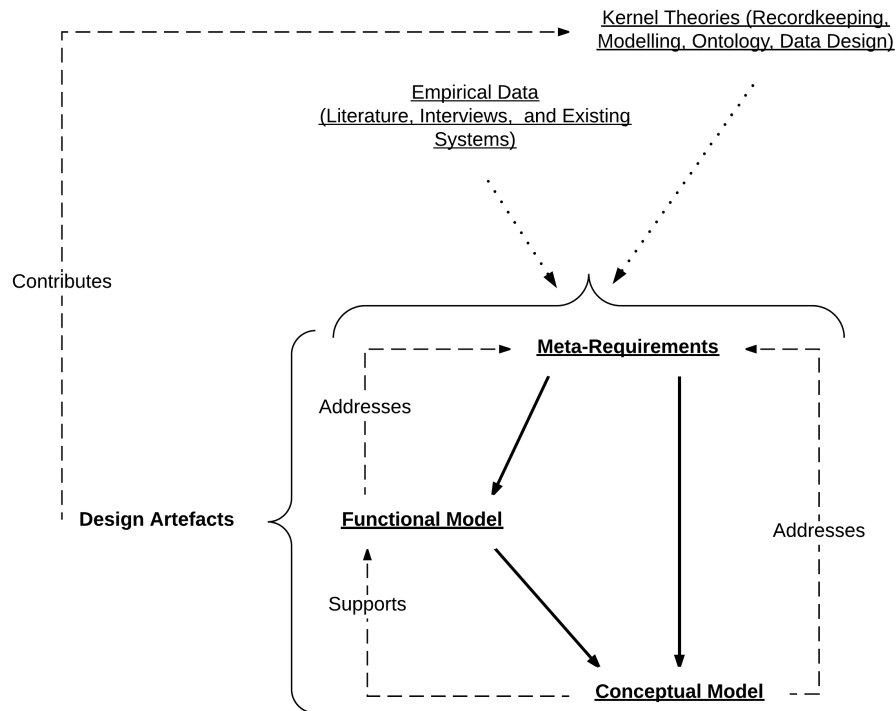 Kernel Theories (Recordkeeping,
Modelling, Ontology, Data Design)
Empirical Data
(Literature, Interviews,  and Existing
Systems)
Contributes
Meta-Requirements
Addresses
Design Artefacts
Functional Model
Addresses
Supports
Conceptual Model